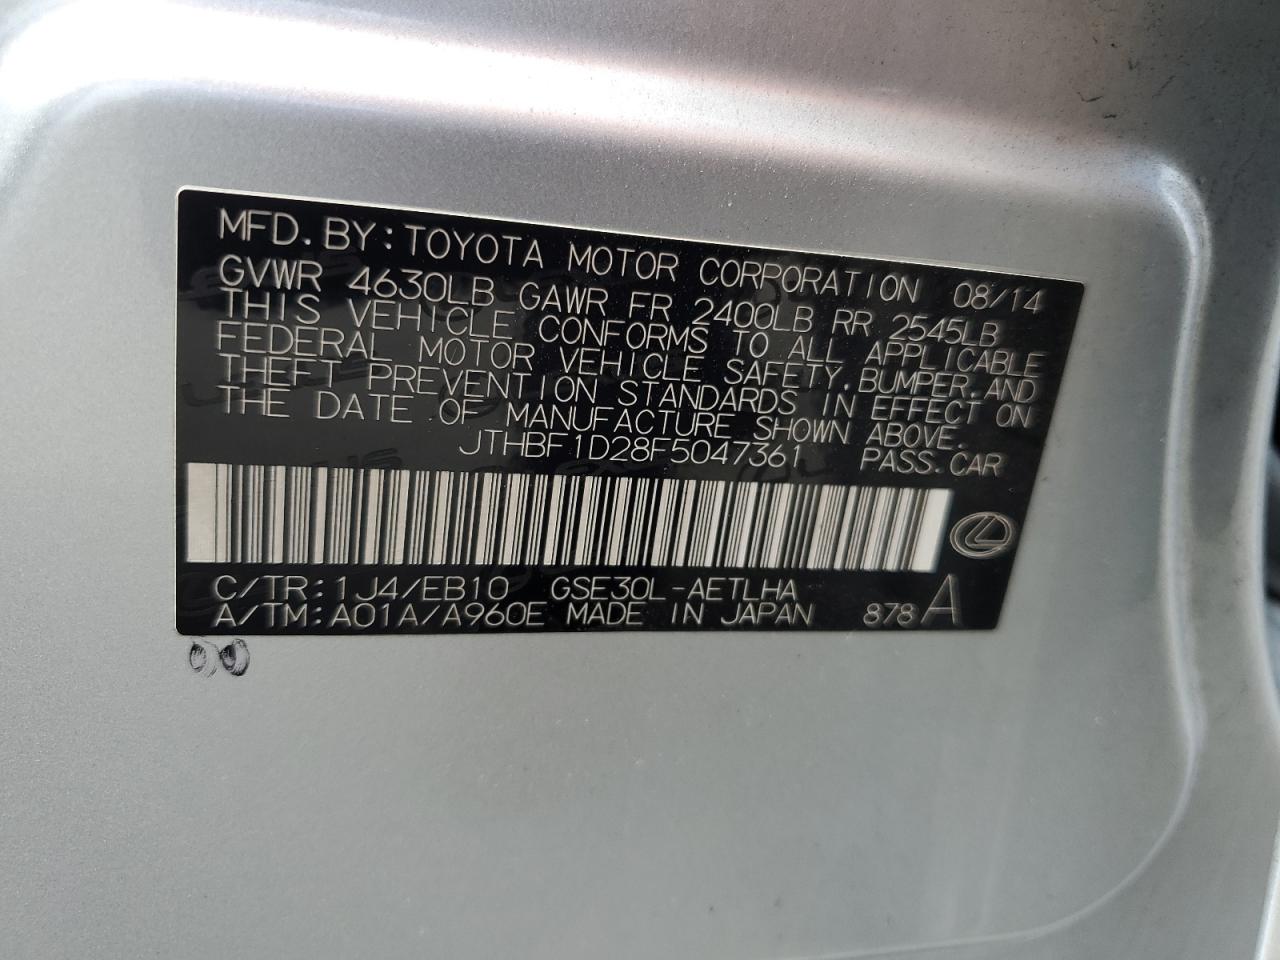 MFD. BY: TOYOTA MOTOR CORPORATION 08/14
GVWR 4630LB GAWR FR 2400LB RR 2545LB
THIS VEHICLE CONFORMS TO ALL APPLICABLE
FEDERAL MOTOR VEHICLE SAFETY, BUMPER, AND
THEFT PREVENTION STANDARDS IN EFFECT ON
THE DATE OF MANUFACTURE SHOWN ABOVE.
JTHBF1D28F5047361 PASS. CAR
C/TR: 1J4/EB10 GSE30L-AETLHA
A/TM: A01A/A960E MADE IN JAPAN 878 A